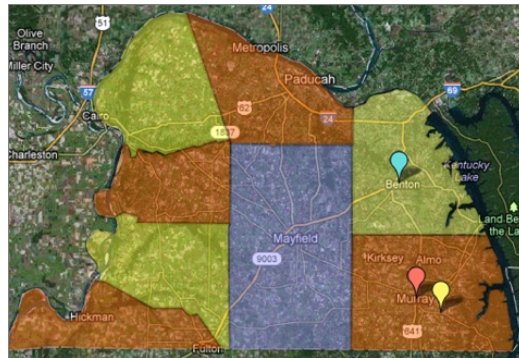 Olive
Branch
Miller City
51
24
Metropolis
Paducah
57
62
69
Cairo
24
1837
Charleston
Kentucky
Lake
Benton
Land Be
the La
Mayfield
Kirksey Almo
9003
Murray
Hickman
641
Fulton